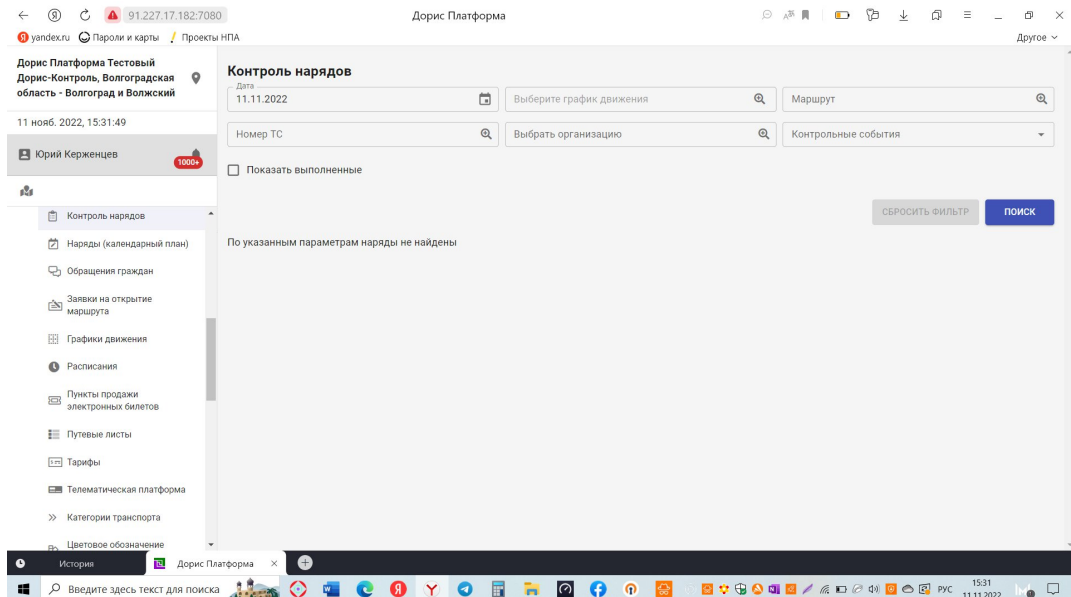 91.227.17.182:7080
Дорис Платформа
yandex.ru Пароли и карты Проекты НПА Другое
Дорис Платформа Тестовый
Дорис-Контроль, Волгоградская
область - Волгоград и Волжский
11 нояб. 2022, 15:31:49
Юрий Керженцев
1000+
Контроль нарядов
Наряды (календарный план)
Обращения граждан
Заявки на открытие
маршрута
Графики движения
Расписания
Пункты продажи
электронных билетов
Путевые листы
Тарифы
Телематическая платформа
Категории транспорта
Цветовое обозначение
Контроль нарядов
Дата
11.11.2022
Выберите график движения
Маршрут
Номер ТС
Выбрать организацию
Контрольные события
Показать выполненные
СБРОСИТЬ ФИЛЬТР
ПОИСК
По указанным параметрам наряды не найдены
История
Дорис Платформа
Введите здесь текст для поиска
РУС
15:31
11.11.2022